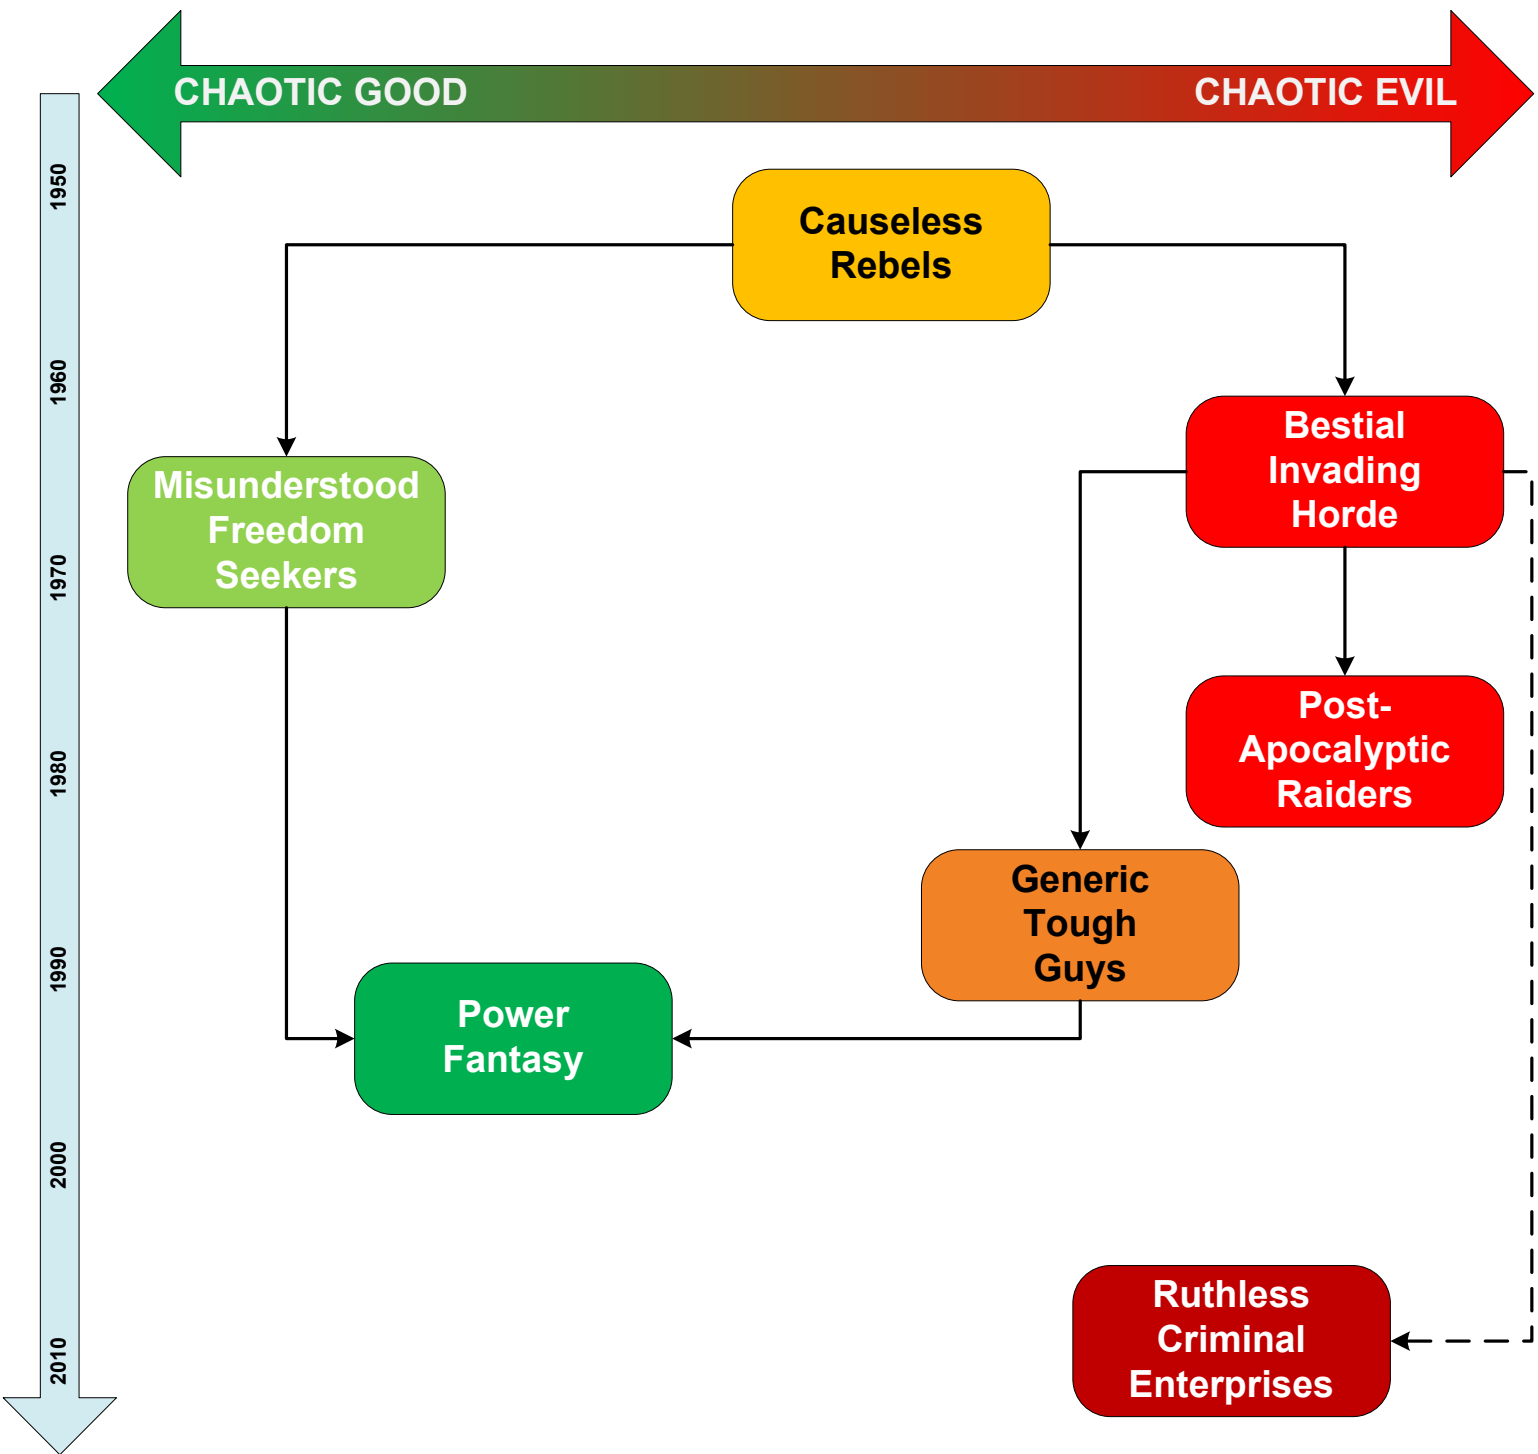 CHAOTIC GOOD
CHAOTIC EVIL
1950
1960
1970
1980
1990
2000
2010
Causeless
Rebels
Bestial
Invading
Horde
Misunderstood
Freedom
Seekers
Post-
Apocalyptic
Raiders
Generic
Tough
Guys
Power
Fantasy
Ruthless
Criminal
Enterprises